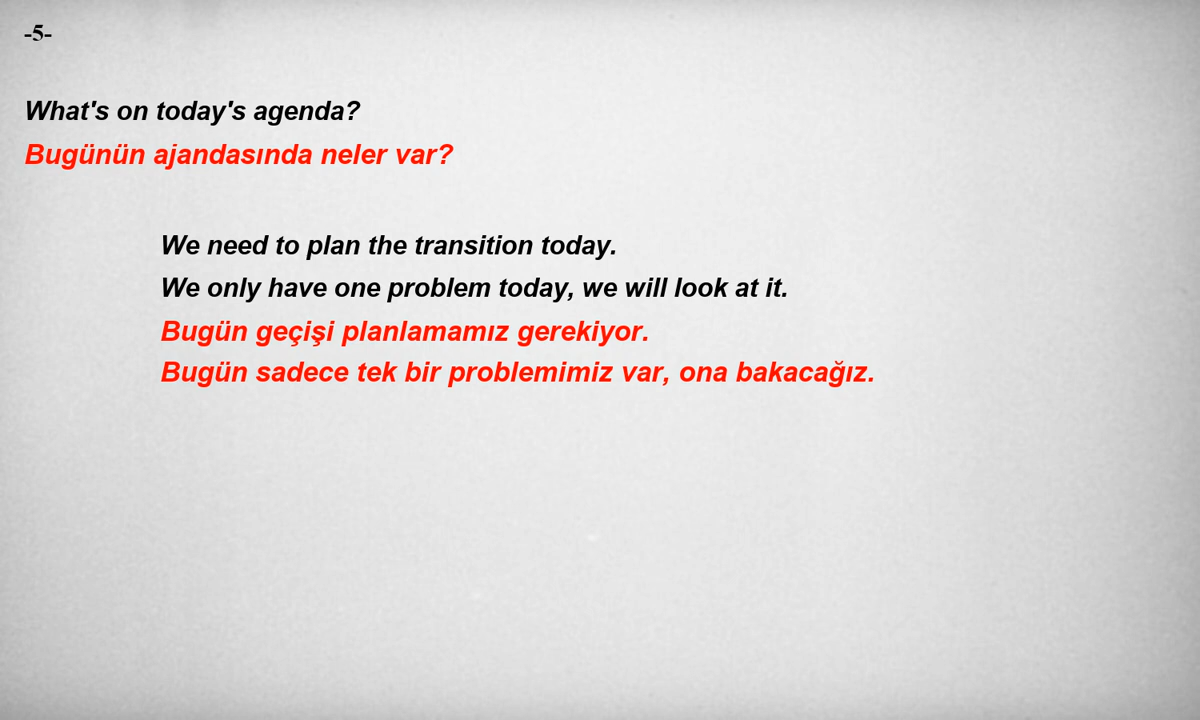 -5-
What's on today's agenda?
Bugünün ajandasında neler var?
We need to plan the transition today.
We only have one problem today, we will look at it.
Bugün geçişi planlamamız gerekiyor.
Bugün sadece tek bir problemimiz var, ona bakacağız.